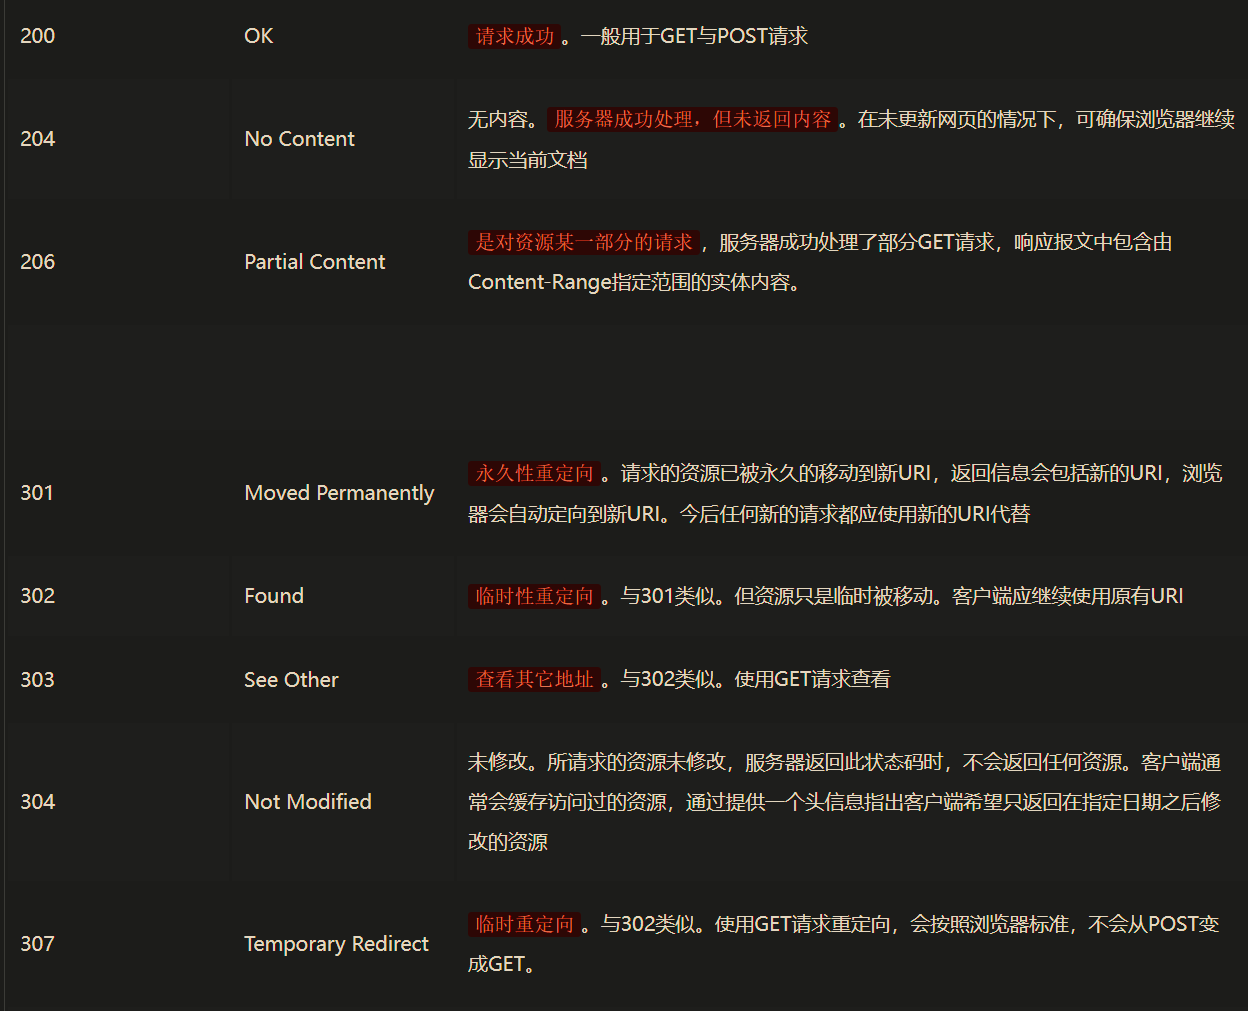 200 OK 请求成功。一般用于GET与POST请求
204 No Content 无内容。服务器成功处理，但未返回内容。在未更新网页的情况下，可确保浏览器继续
显示当前文档
206 Partial Content 是对资源某一部分的请求，服务器成功处理了部分GET请求，响应报文中包含由
Content-Range指定范围的实体内容。
301 Moved Permanently 永久性重定向。请求的资源已被永久的移动到新URI，返回信息会包括新的URI，浏览
器会自动定向到新URI。今后任何新的请求都应使用新的URI代替
302 Found 临时性重定向。与301类似。但资源只是临时被移动。客户端应继续使用原有URI
303 See Other 查看其它地址。与302类似。使用GET请求查看
304 Not Modified 未修改。所请求的资源未修改，服务器返回此状态码时，不会返回任何资源。客户端通
常会缓存访问过的资源，通过提供一个头信息指出客户端希望只返回在指定日期之后修
改的资源
307 Temporary Redirect 临时重定向。与302类似。使用GET请求重定向，会按照浏览器标准，不会从POST变
成GET。